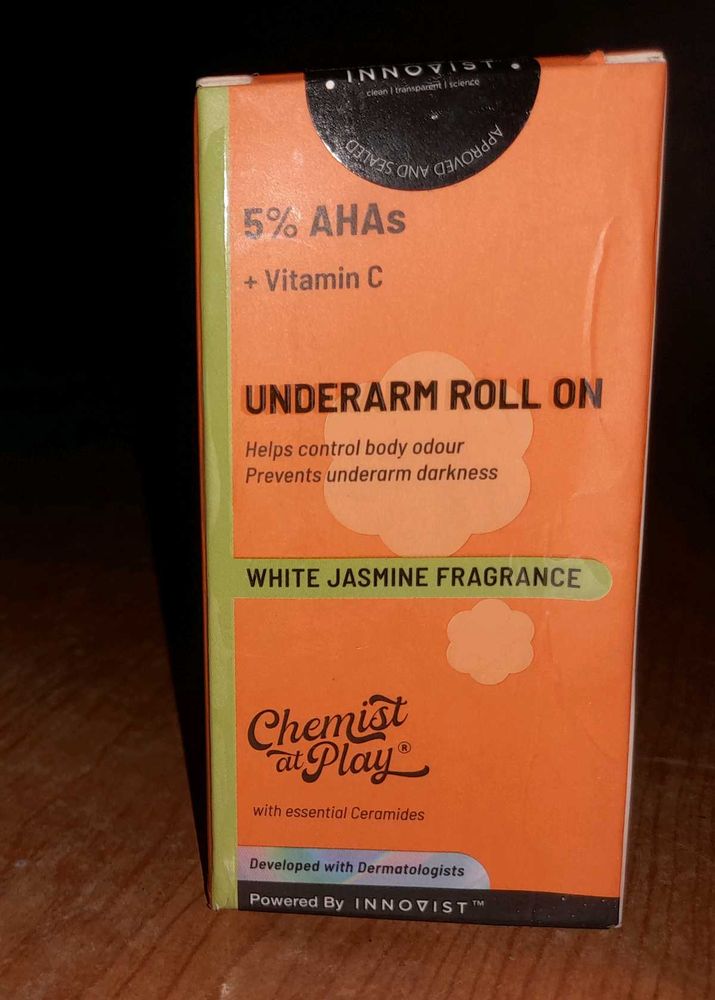 INNOVIST
clean | transparent | science
APPROVED AND SEALED
5% AHAs
+ Vitamin C
UNDERARM ROLL ON
Helps control body odour
Prevents underarm darkness
WHITE JASMINE FRAGRANCE
Chemist
at Play®
with essential Ceramides
Developed with Dermatologists
Powered By INNOVIST™